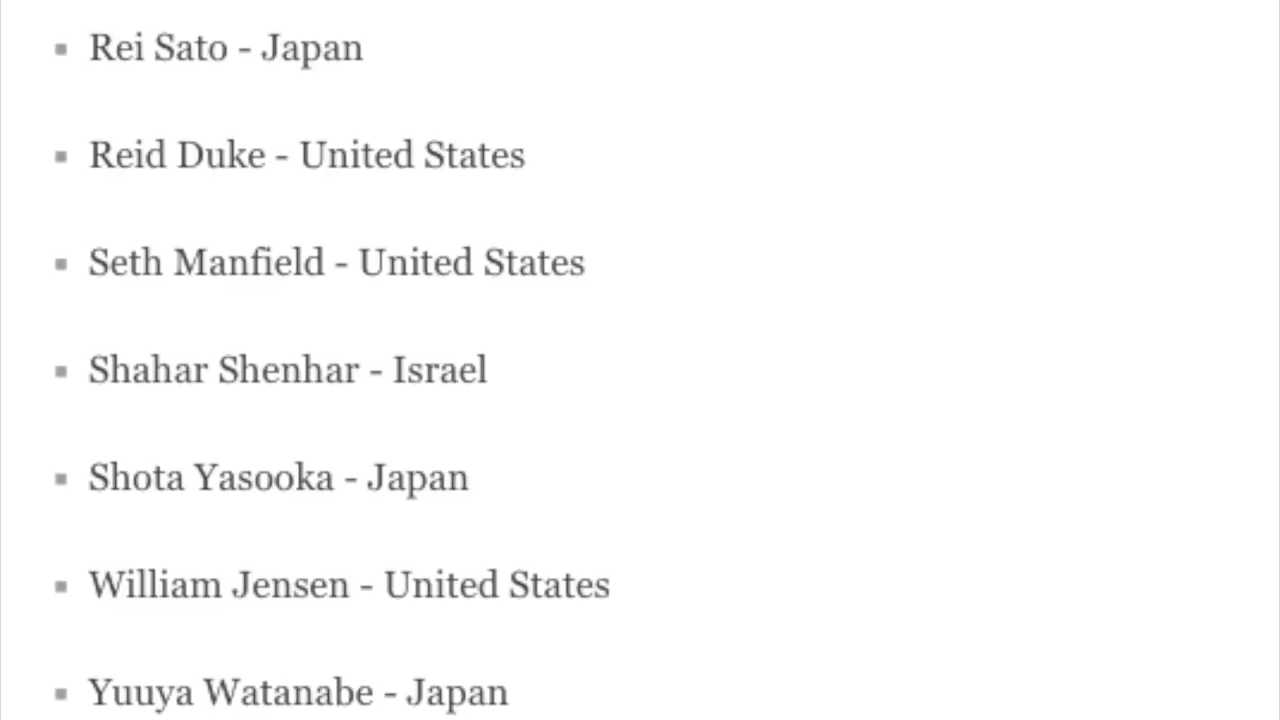 Rei Sato - Japan
Reid Duke - United States
Seth Manfield - United States
Shahar Shenhar - Israel
Shota Yasooka - Japan
William Jensen - United States
Yuuya Watanabe - Japan